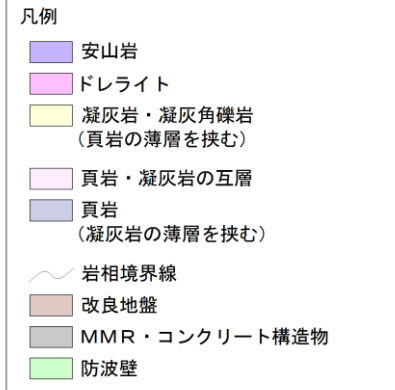 凡例
安山岩
ドレライト
凝灰岩・凝灰角礫岩
(頁岩の薄層を挟む)
頁岩・凝灰岩の互層
頁岩
(凝灰岩の薄層を挟む)
岩相境界線
改良地盤
MMR・コンクリート構造物
防波壁